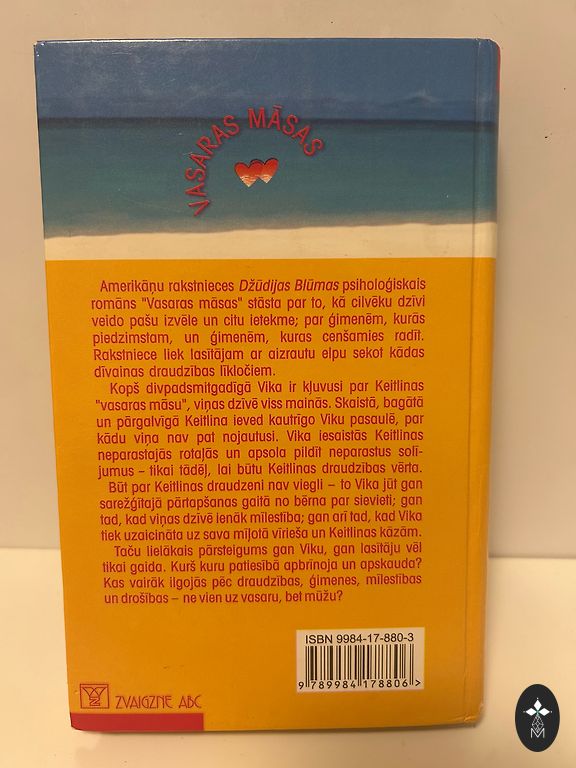 VASARAS MĀSAS
Amerikāņu rakstnieces Džūdijas Blūmas psiholoģiskais
romāns "Vasaras māsas" stāsta par to, kā cilvēku dzīvi
veido pašu izvēle un citu ietekme; par ģimenēm, kurās
piedzimstam, un ģimenēm, kuras cenšamies radīt.
Rakstniece liek lasītājam ar aizrautu elpu sekot kādas
dīvainas draudzības līkločiem.
Kopš divpadsmitgadīgā Vika ir kļuvusi par Keitlinas
"vasaras māsu", viņas dzīvē viss mainās. Skaistā, bagātā
un pārgalvīgā Keitlina ieved kautrīgo Viku pasaulē, par
kādu viņa nav pat nojautusi. Vika iesaistās Keitlinas
neparastajās rotaļās un apsola pildīt neparastus solī-
jumus – tikai tādēļ, lai būtu Keitlinas draudzības vērta.
Būt par Keitlinas draudzeni nav viegli – to Vika jūt gan
sarežģītajā pārtapšanas gaitā no bērna par sievieti; gan
tad, kad viņas dzīvē ienāk mīlestība; gan arī tad, kad Vika
tiek uzaicināta uz sava mīļotā vīrieša un Keitlinas kāzām.
Taču lielākais pārsteigums gan Viku, gan lasītāju vēl
tikai gaida. Kurš kuru patiesībā apbrīnoja un apskauda?
Kas vairāk ilgojās pēc draudzības, ģimenes, mīlestības
un drošības – ne vien uz vasaru, bet mūžu?
ISBN 9984-17-880-3
9 789984 178806 >
ZVAIGZNE ABC
M